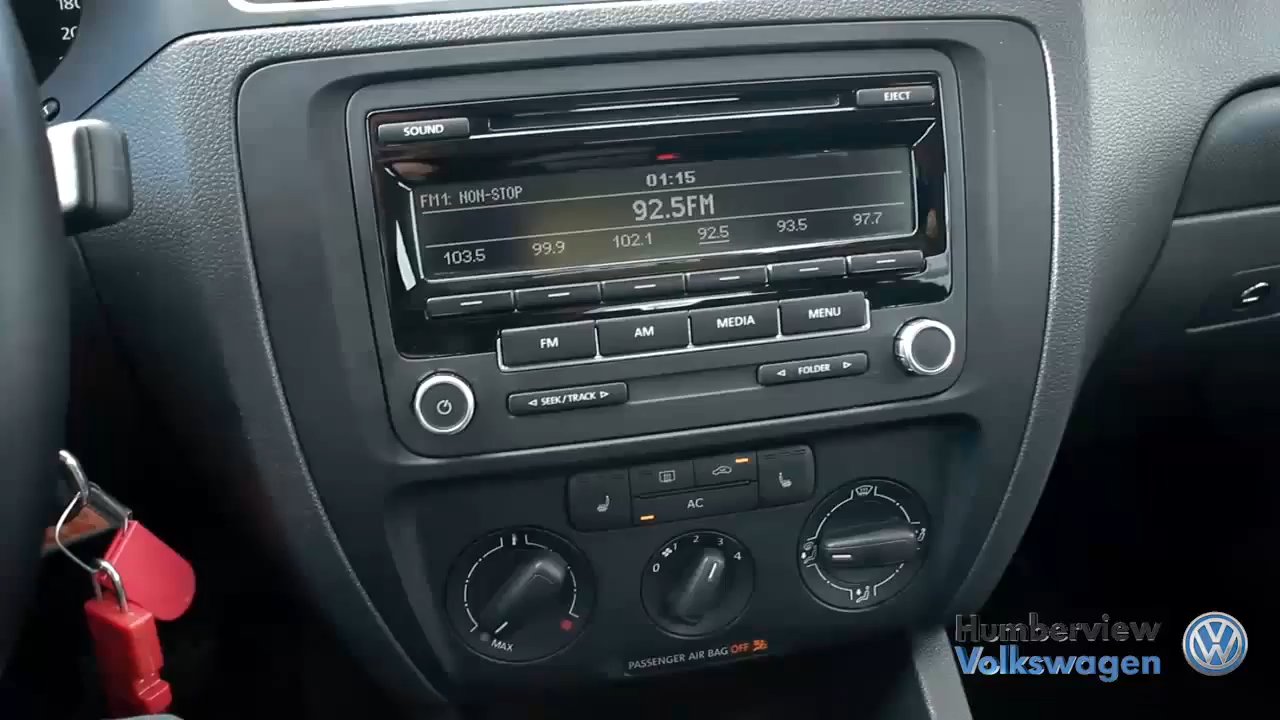 180
SOUND
EJECT
01:15
FM1: NON-STOP
92.5FM
103.5 99.9 102.1 92.5 93.5 97.7
FM AM MEDIA MENU
◁ SEEK/TRACK ▷
◁ FOLDER ▷
AC
0 1 2 3 4
MAX
PASSENGER AIR BAG OFF
Humberview
Volkswagen